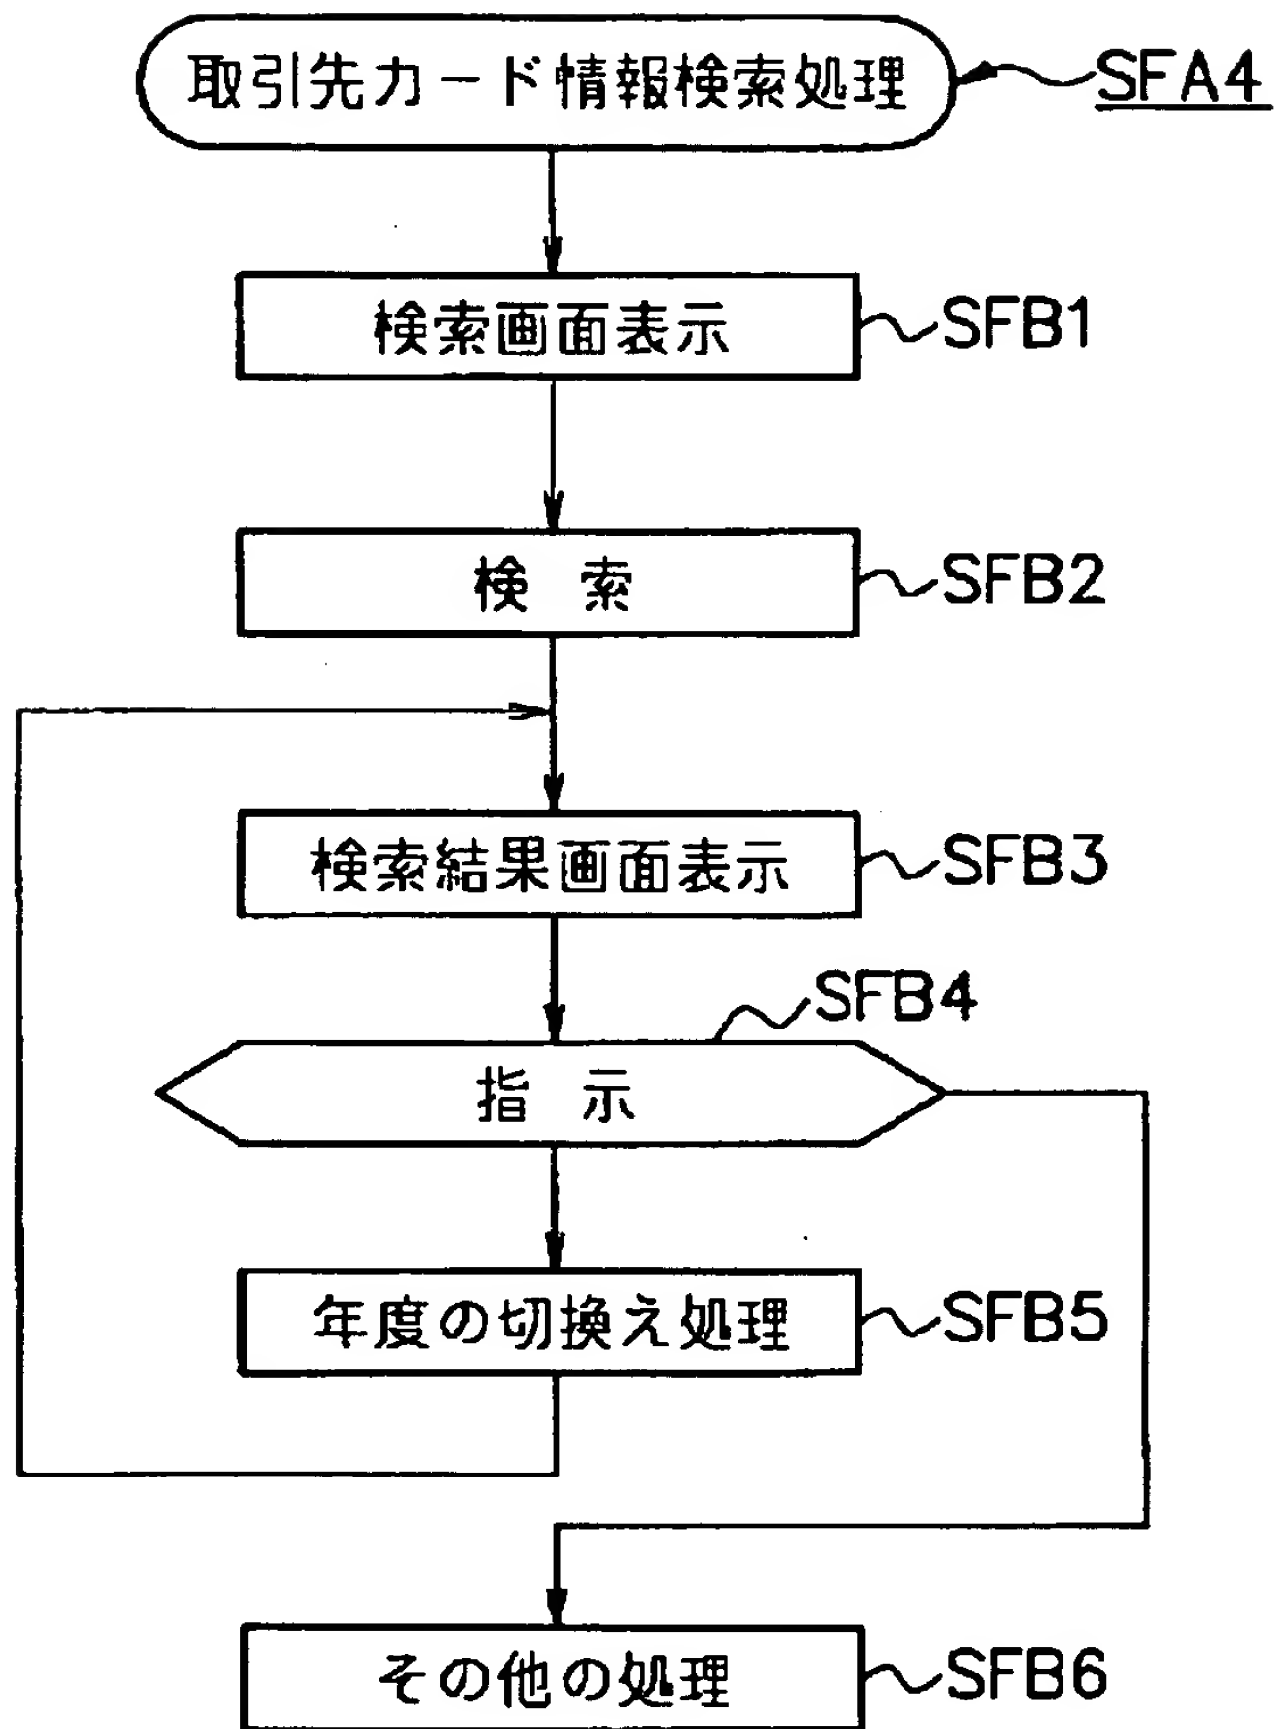 取引先カード情報検索処理 SFA4
検索画面表示 SFB1
検 索 SFB2
検索結果画面表示 SFB3
SFB4
指 示
年度の切換え処理 SFB5
その他の処理 SFB6